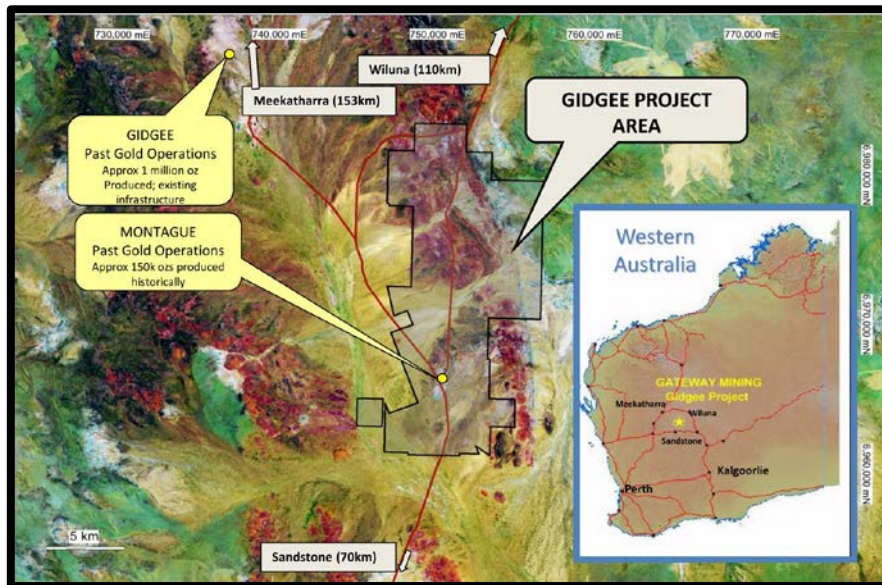 730,000 mE
740,000 mE
750,000 mE
760,000 mE
770,000 mE
Wiluna (110km)
Meekatharra (153km)
GIDGEE PROJECT
AREA
GIDGEE
Past Gold Operations
Approx 1 million oz
Produced; existing
infrastructure
6,980,000 mN
MONTAGUE
Past Gold Operations
Approx 150k ozs produced
historically
Western
Australia
6,970,000 mN
GATEWAY MINING
Gidgee Project
Meekatharra
Wiluna
Sandstone
Kalgoorlie
Perth
6,960,000 mN
5 km
Sandstone (70km)